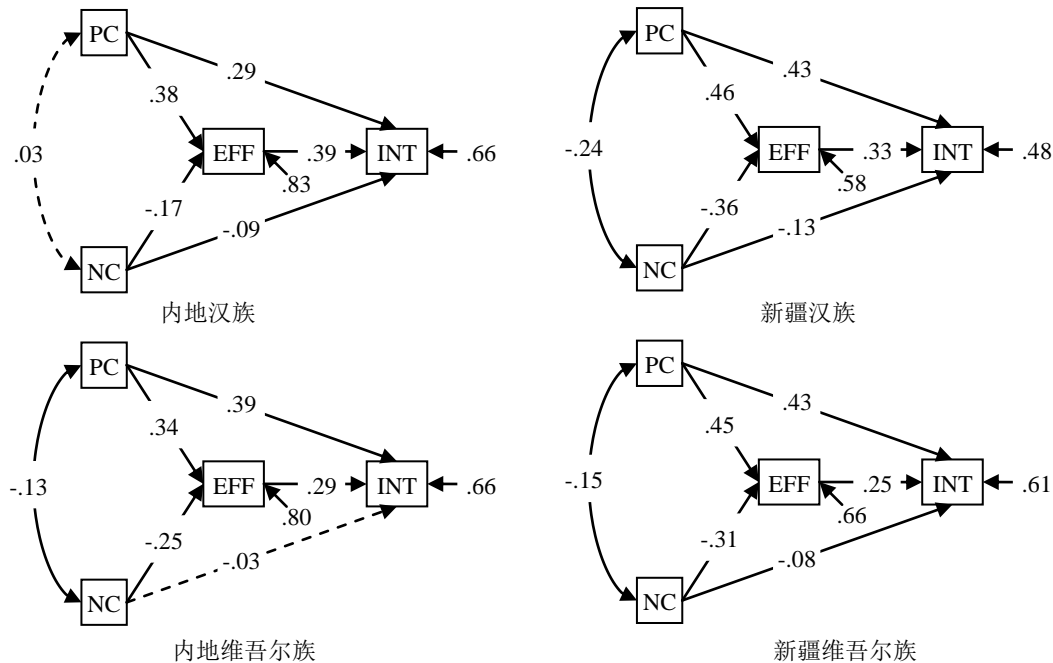 PC
.29
.38
.03
EFF
.39
INT
.66
.83
-.17
-.09
NC
内地汉族
PC
.43
.46
-.24
EFF
.33
INT
.48
.58
-.36
-.13
NC
新疆汉族
PC
.39
.34
-.13
EFF
.29
INT
.66
.80
-.25
-.03
NC
内地维吾尔族
PC
.43
.45
-.15
EFF
.25
INT
.61
.66
-.31
-.08
NC
新疆维吾尔族